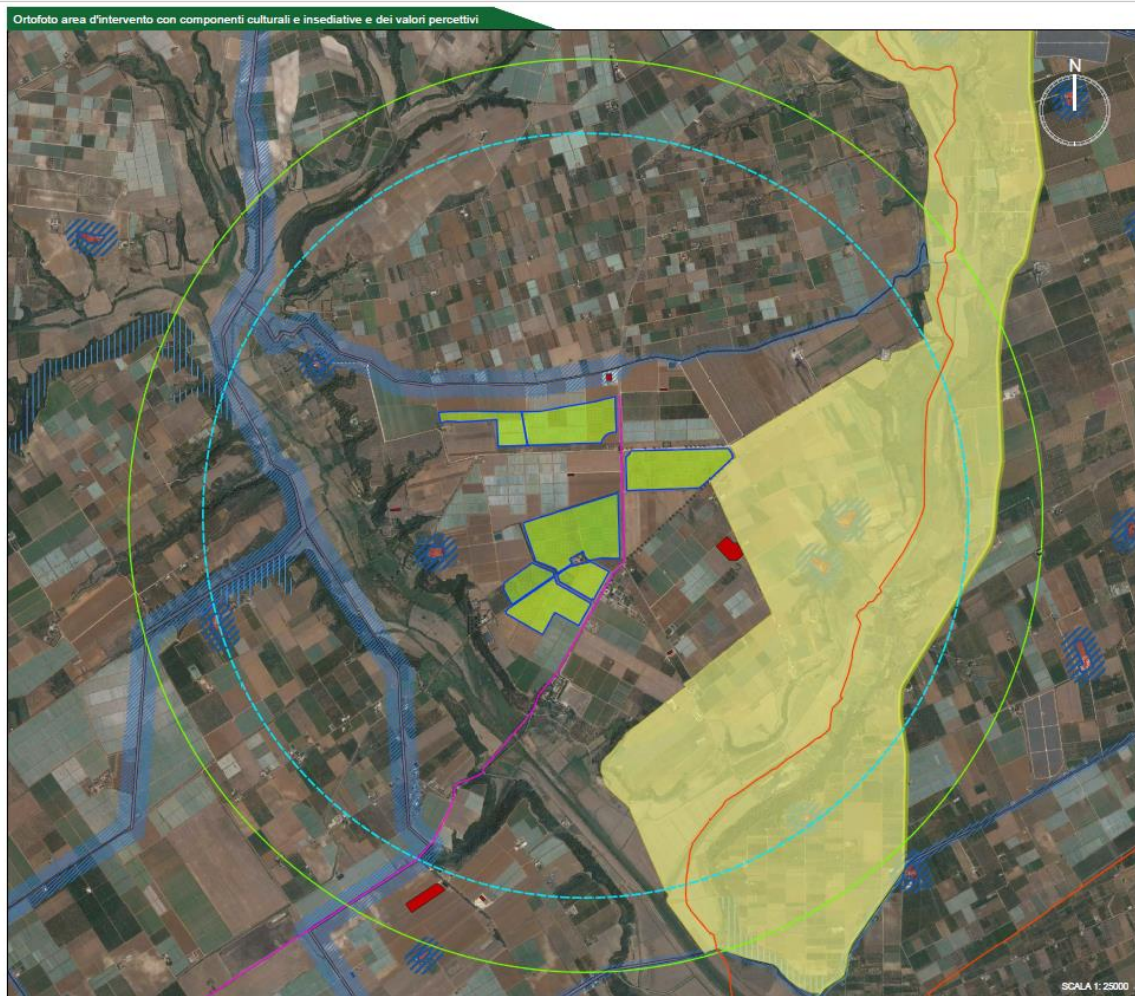 Ortofoto area d'intervento con componenti culturali e insediative e dei valori percettivi
N
SCALA 1: 25000